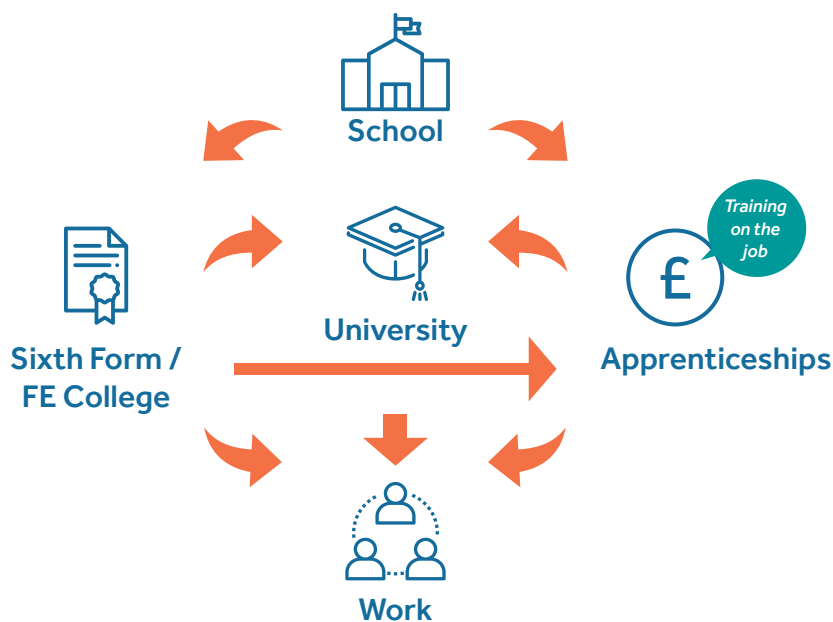 School
Training
on the
job
£
University
Sixth Form /
FE College
Apprenticeships
Work